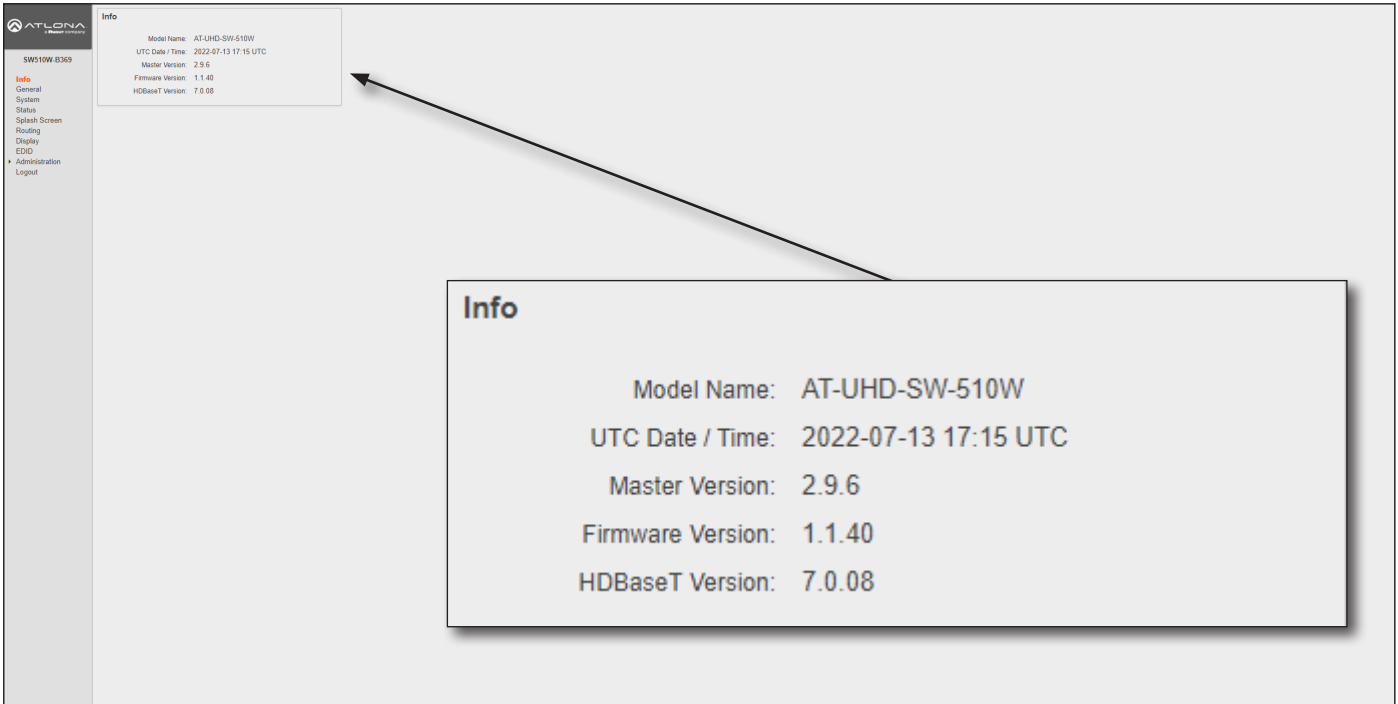 ATLONA
a Panduit company
SW510W-B369
Info
General
System
Status
Splash Screen
Routing
Display
EDID
Administration
Logout
Info
Model Name: AT-UHD-SW-510W
UTC Date / Time: 2022-07-13 17:15 UTC
Master Version: 2.9.6
Firmware Version: 1.1.40
HDBaseT Version: 7.0.08
Info
Model Name: AT-UHD-SW-510W
UTC Date / Time: 2022-07-13 17:15 UTC
Master Version: 2.9.6
Firmware Version: 1.1.40
HDBaseT Version: 7.0.08